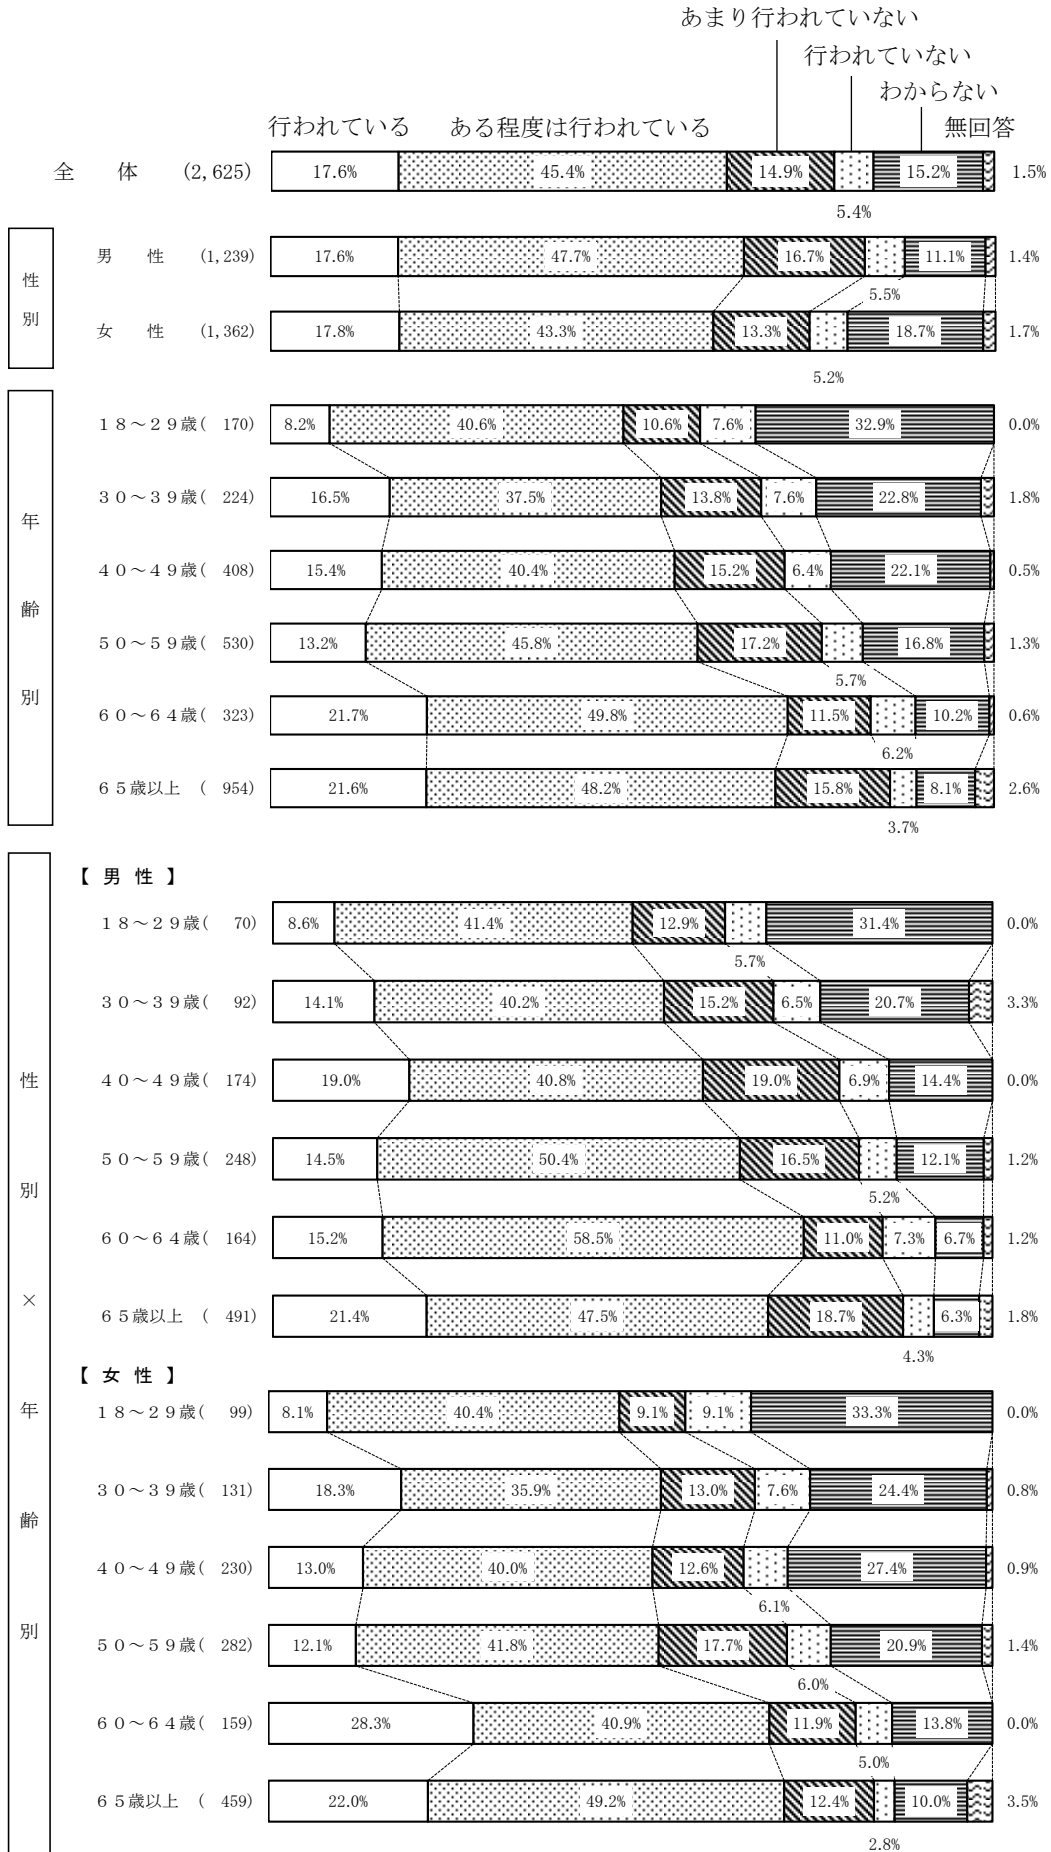 あまり行われていない
行われていない
わからない
行われている ある程度は行われている 無回答
全 体 (2,625) 17.6% 45.4% 14.9% 15.2% 1.5%
5.4%
性別
男 性 (1,239) 17.6% 47.7% 16.7% 11.1% 1.4%
5.5%
女 性 (1,362) 17.8% 43.3% 13.3% 18.7% 1.7%
5.2%
年齢別
18～29歳( 170) 8.2% 40.6% 10.6% 7.6% 32.9% 0.0%
30～39歳( 224) 16.5% 37.5% 13.8% 7.6% 22.8% 1.8%
40～49歳( 408) 15.4% 40.4% 15.2% 6.4% 22.1% 0.5%
50～59歳( 530) 13.2% 45.8% 17.2% 16.8% 1.3%
5.7%
60～64歳( 323) 21.7% 49.8% 11.5% 10.2% 0.6%
6.2%
65歳以上 ( 954) 21.6% 48.2% 15.8% 8.1% 2.6%
3.7%
性別×年齢別
【 男 性 】
18～29歳( 70) 8.6% 41.4% 12.9% 31.4% 0.0%
5.7%
30～39歳( 92) 14.1% 40.2% 15.2% 6.5% 20.7% 3.3%
40～49歳( 174) 19.0% 40.8% 19.0% 6.9% 14.4% 0.0%
50～59歳( 248) 14.5% 50.4% 16.5% 12.1% 1.2%
5.2%
60～64歳( 164) 15.2% 58.5% 11.0% 7.3% 6.7% 1.2%
65歳以上 ( 491) 21.4% 47.5% 18.7% 6.3% 1.8%
4.3%
【 女 性 】
18～29歳( 99) 8.1% 40.4% 9.1% 9.1% 33.3% 0.0%
30～39歳( 131) 18.3% 35.9% 13.0% 7.6% 24.4% 0.8%
40～49歳( 230) 13.0% 40.0% 12.6% 27.4% 0.9%
6.1%
50～59歳( 282) 12.1% 41.8% 17.7% 20.9% 1.4%
6.0%
60～64歳( 159) 28.3% 40.9% 11.9% 13.8% 0.0%
5.0%
65歳以上 ( 459) 22.0% 49.2% 12.4% 10.0% 3.5%
2.8%